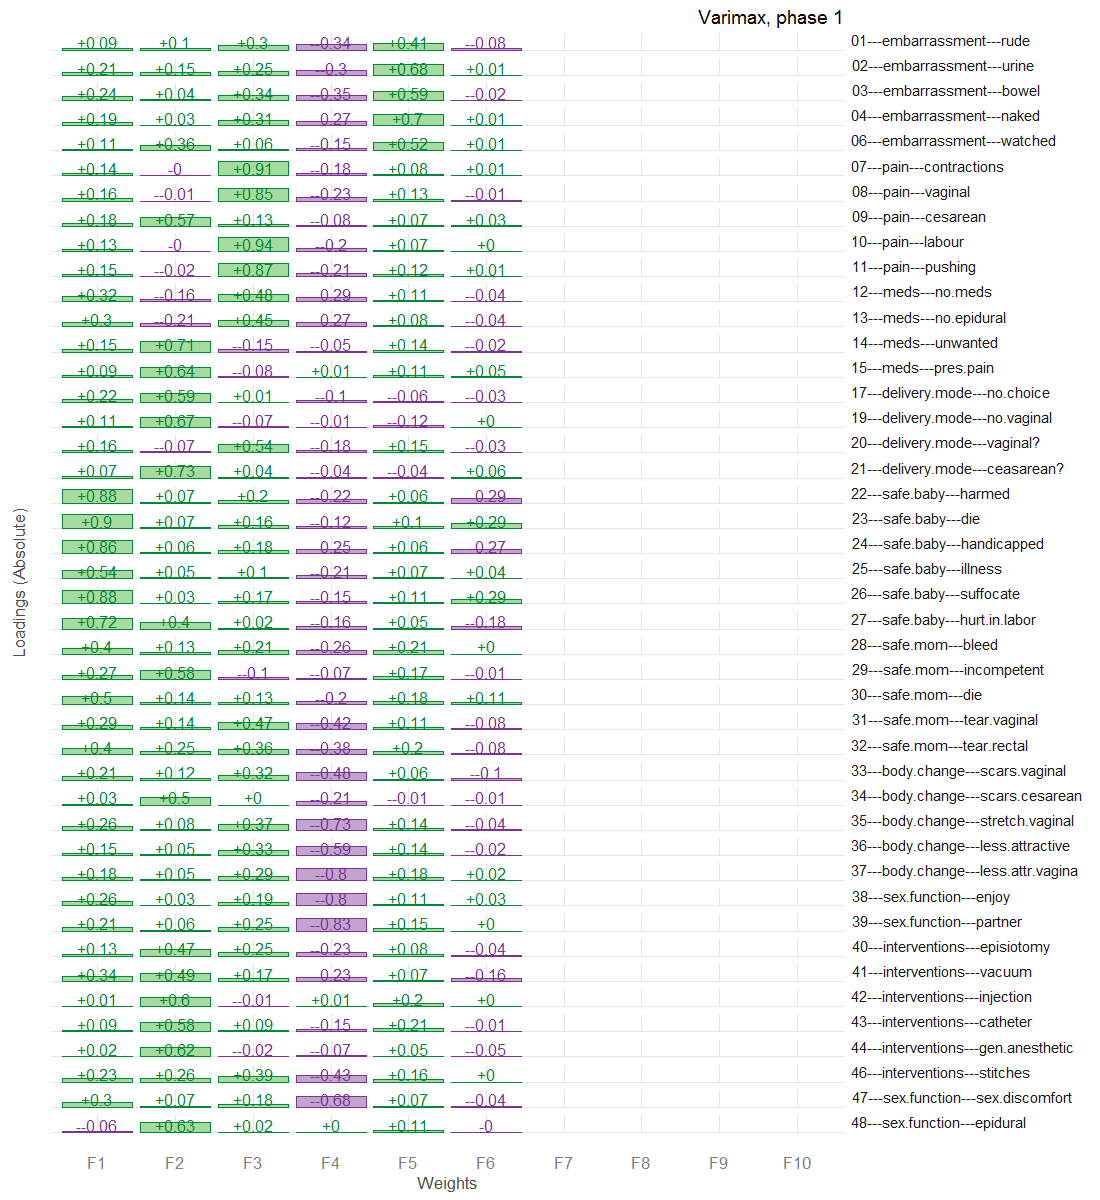 Varimax, phase 1
+0.09 +0.1 +0.3 --0.34 +0.41 --0.08 01---embarrassment---rude
+0.21 +0.15 +0.25 --0.3 +0.68 +0.01 02---embarrassment---urine
+0.24 +0.04 +0.34 --0.35 +0.59 --0.02 03---embarrassment---bowel
+0.19 +0.03 +0.31 --0.27 +0.7 +0.01 04---embarrassment---naked
+0.11 +0.36 +0.06 --0.15 +0.52 +0.01 06---embarrassment---watched
+0.14 -0 +0.91 --0.18 +0.08 +0.01 07---pain---contractions
+0.16 --0.01 +0.85 --0.23 +0.13 --0.01 08---pain---vaginal
+0.18 +0.57 +0.13 --0.08 +0.07 +0.03 09---pain---cesarean
+0.13 -0 +0.94 --0.2 +0.07 +0 10---pain---labour
+0.15 --0.02 +0.87 --0.21 +0.12 +0.01 11---pain---pushing
+0.32 --0.16 +0.48 --0.29 +0.11 --0.04 12---meds---no.meds
+0.3 --0.21 +0.45 --0.27 +0.08 --0.04 13---meds---no.epidural
+0.15 +0.71 --0.15 --0.05 +0.14 --0.02 14---meds---unwanted
+0.09 +0.64 --0.08 +0.01 +0.11 +0.05 15---meds---pres.pain
+0.22 +0.59 +0.01 --0.1 --0.06 --0.03 17---delivery.mode---no.choice
+0.11 +0.67 --0.07 --0.01 --0.12 +0 19---delivery.mode---no.vaginal
+0.16 --0.07 +0.54 --0.18 +0.15 --0.03 20---delivery.mode---vaginal?
+0.07 +0.73 +0.04 --0.04 --0.04 +0.06 21---delivery.mode---ceasarean?
+0.88 +0.07 +0.2 --0.22 +0.06 --0.29 22---safe.baby---harmed
+0.9 +0.07 +0.16 --0.12 +0.1 +0.29 23---safe.baby---die
+0.86 +0.06 +0.18 --0.25 +0.06 --0.27 24---safe.baby---handicapped
+0.54 +0.05 +0.1 --0.21 +0.07 +0.04 25---safe.baby---illness
+0.88 +0.03 +0.17 --0.15 +0.11 +0.29 26---safe.baby---suffocate
+0.72 +0.4 +0.02 --0.16 +0.05 --0.18 27---safe.baby---hurt.in.labor
+0.4 +0.13 +0.21 --0.26 +0.21 +0 28---safe.mom---bleed
+0.27 +0.58 --0.1 --0.07 +0.17 --0.01 29---safe.mom---incompetent
+0.5 +0.14 +0.13 --0.2 +0.18 +0.11 30---safe.mom---die
+0.29 +0.14 +0.47 --0.42 +0.11 --0.08 31---safe.mom---tear.vaginal
+0.4 +0.25 +0.36 --0.38 +0.2 --0.08 32---safe.mom---tear.rectal
+0.21 +0.12 +0.32 --0.48 +0.06 --0.1 33---body.change---scars.vaginal
+0.03 +0.5 +0 --0.21 --0.01 --0.01 34---body.change---scars.cesarean
+0.26 +0.08 +0.37 --0.73 +0.14 --0.04 35---body.change---stretch.vaginal
+0.15 +0.05 +0.33 --0.59 +0.14 --0.02 36---body.change---less.attractive
+0.18 +0.05 +0.29 --0.8 +0.18 +0.02 37---body.change---less.attr.vagina
+0.26 +0.03 +0.19 --0.8 +0.11 +0.03 38---sex.function---enjoy
+0.21 +0.06 +0.25 --0.83 +0.15 +0 39---sex.function---partner
+0.13 +0.47 +0.25 --0.23 +0.08 --0.04 40---interventions---episiotomy
+0.34 +0.49 +0.17 --0.23 +0.07 --0.16 41---interventions---vacuum
+0.01 +0.6 --0.01 +0.01 +0.2 +0 42---interventions---injection
+0.09 +0.58 +0.09 --0.15 +0.21 --0.01 43---interventions---catheter
+0.02 +0.62 --0.02 --0.07 +0.05 --0.05 44---interventions---gen.anesthetic
+0.23 +0.26 +0.39 --0.43 +0.16 +0 46---interventions---stitches
+0.3 +0.07 +0.18 --0.68 +0.07 --0.04 47---sex.function---sex.discomfort
--0.06 +0.63 +0.02 +0 +0.11 -0 48---sex.function---epidural
Loadings (Absolute)
F1 F2 F3 F4 F5 F6 F7 F8 F9 F10
Weights